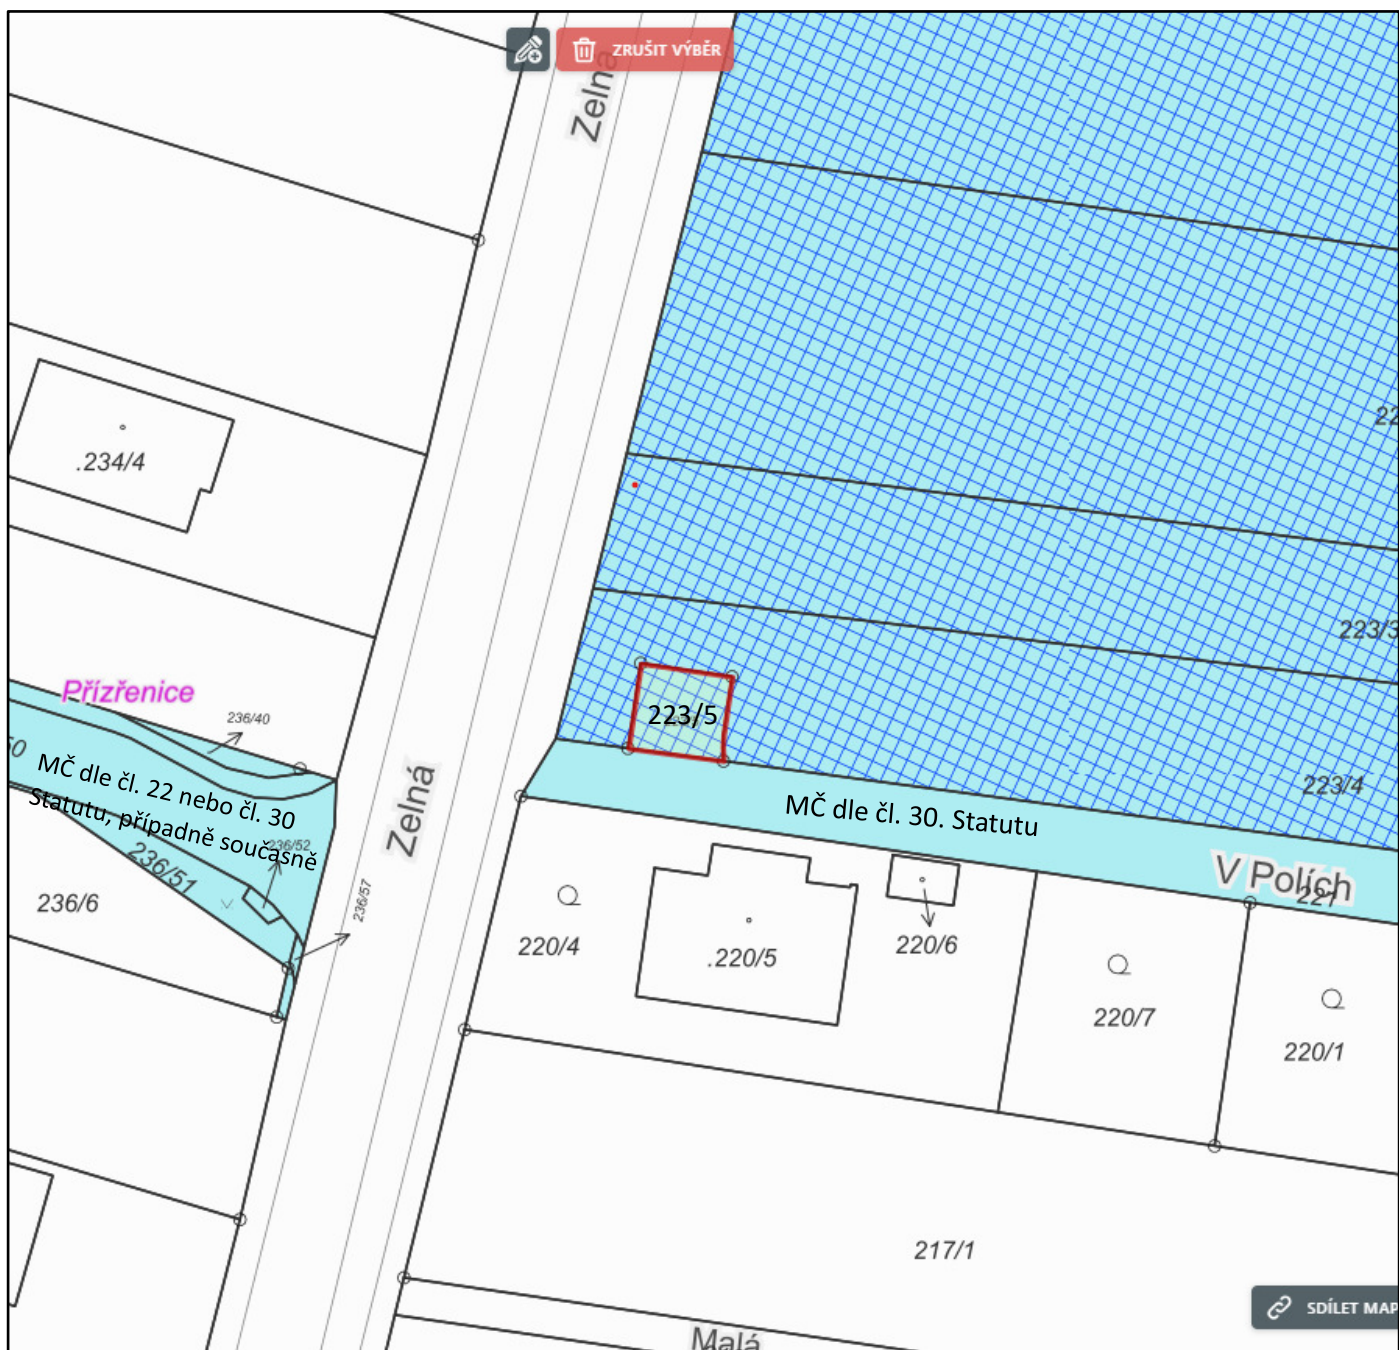 ZRUŠIT VÝBĚR
Zelná
.234/4
223/3
Přízřenice
236/40
223/5
MČ dle čl. 22 nebo čl. 30
Statutu, případně současně
223/4
Zelná
MČ dle čl. 30. Statutu
236/52
236/51
V Polích
227
236/57
236/6
220/4
.220/5
220/6
220/7
220/1
217/1
SDÍLET MAP
Malá